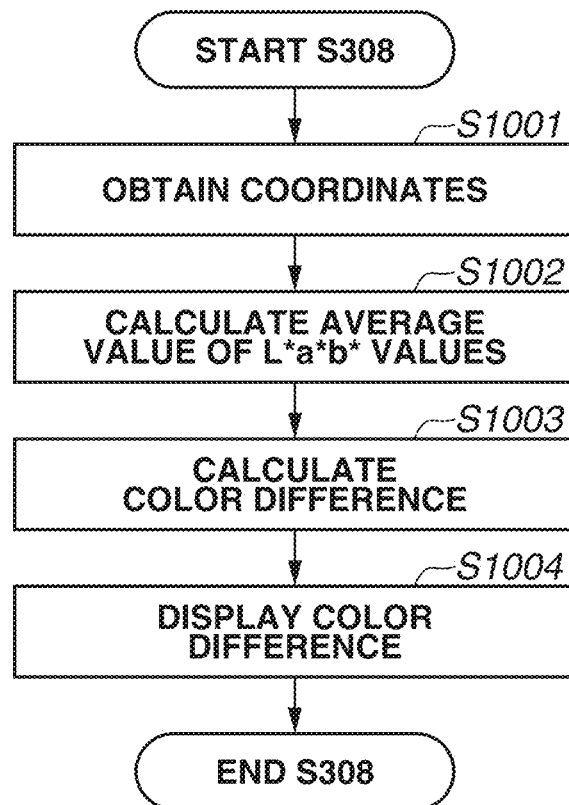 START S308
S1001
OBTAIN COORDINATES
S1002
CALCULATE AVERAGE
VALUE OF L*a*b* VALUES
S1003
CALCULATE
COLOR DIFFERENCE
S1004
DISPLAY COLOR
DIFFERENCE
END S308